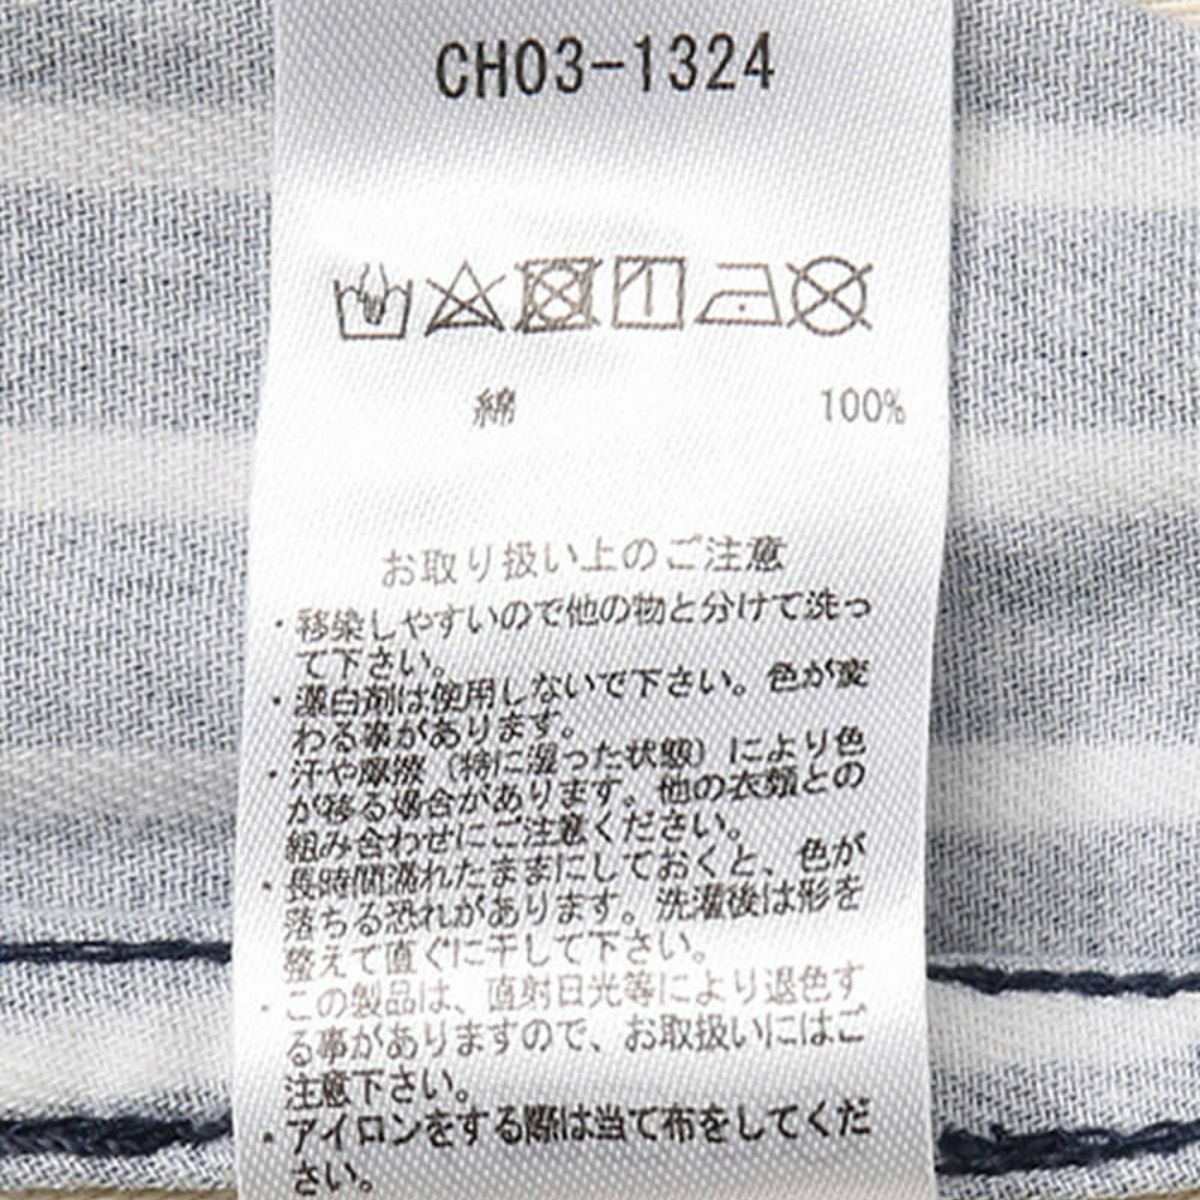 CH03-1324
綿 100%
お取り扱い上のご注意
・移染しやすいので他の物と分けて洗っ
て下さい。
・漂白剤は使用しないで下さい。色が変
わる事があります。
・汗や摩擦（特に湿った状態）により色
が移る場合があります。他の衣類との
組み合わせにご注意ください。
・長時間濡れたままにしておくと、色が
落ちる恐れがあります。洗濯後は形を
整えて直ぐに干して下さい。
・この製品は、直射日光等により退色す
る事がありますので、お取扱いにはご
注意下さい。
・アイロンをする際は当て布をしてくだ
さい。